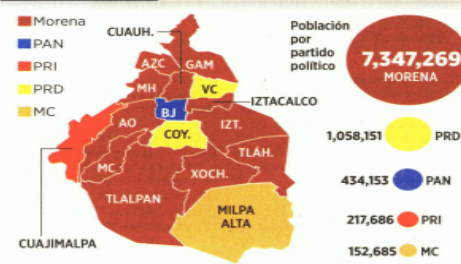 Morena
PAN
PRI
PRD
MC
CUAUH.
AZC
GAM
MH
VC
IZTACALCO
BJ
AO
COY.
IZT.
MC
TLÁH.
XOCH.
TLALPAN
MILPA
ALTA
CUAJIMALPA
Población
por
partido
político
7,347,269
MORENA
1,058,151 PRD
434,153 PAN
217,686 PRI
152,685 MC